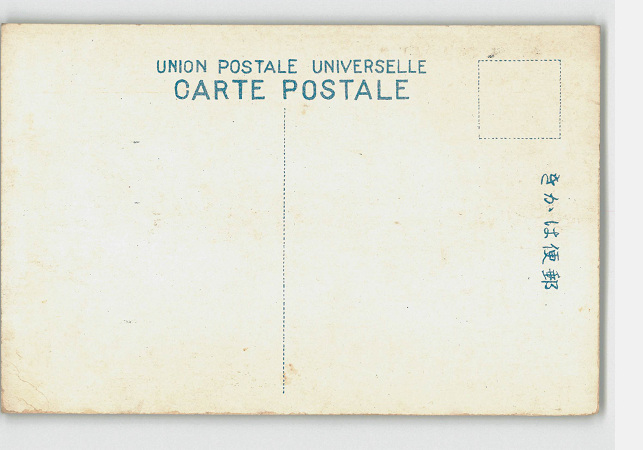 UNION POSTALE UNIVERSELLE
CARTE POSTALE
きかは便郵